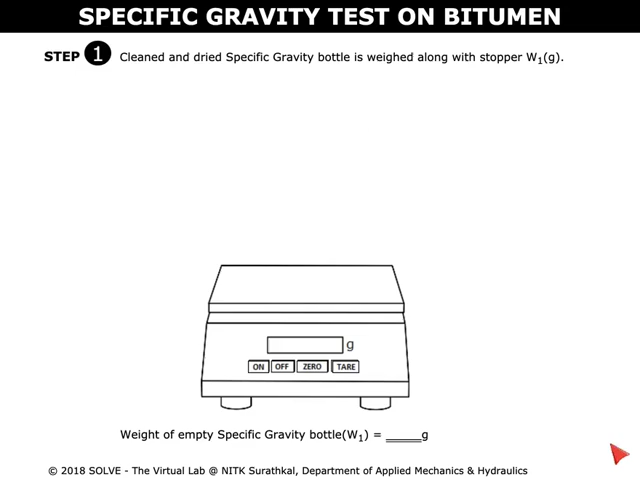 SPECIFIC GRAVITY TEST ON BITUMEN
STEP 1 Cleaned and dried Specific Gravity bottle is weighed along with stopper W₁(g).
g
ON OFF ZERO TARE
Weight of empty Specific Gravity bottle(W₁) = _____g
© 2018 SOLVE - The Virtual Lab @ NITK Surathkal, Department of Applied Mechanics & Hydraulics